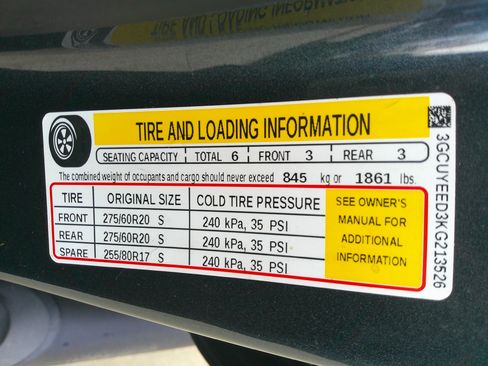 TIRE AND LOADING INFORMATION
SEATING CAPACITY TOTAL 6 FRONT 3 REAR 3
The combined weight of occupants and cargo should never exceed 845 kg or 1861 lbs
TIRE ORIGINAL SIZE COLD TIRE PRESSURE
FRONT 275/60R20 S 240 kPa, 35 PSI
REAR 275/60R20 S 240 kPa, 35 PSI
SPARE 255/80R17 S 240 kPa, 35 PSI
SEE OWNER'S
MANUAL FOR
ADDITIONAL
INFORMATION
3GCUYEED3KG213526